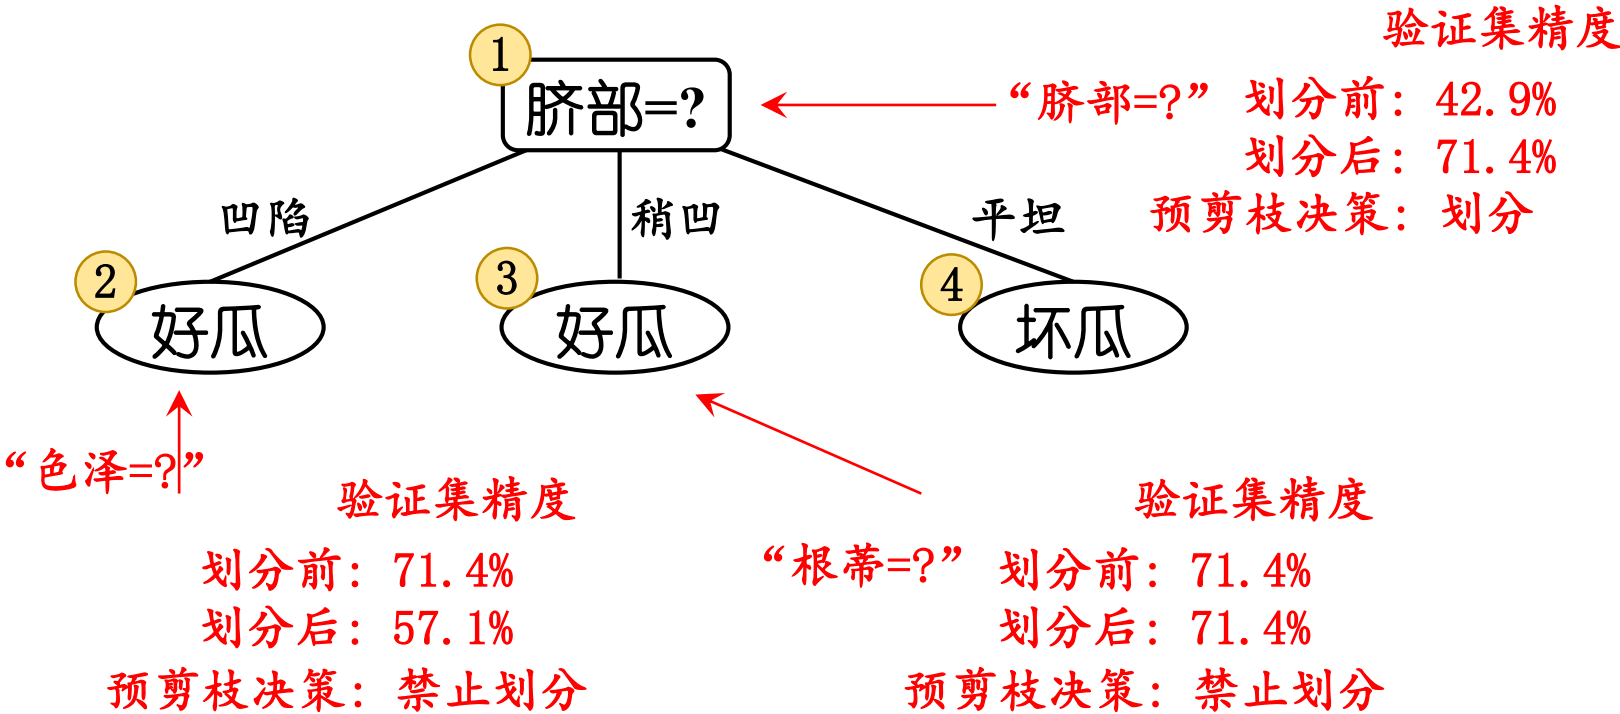 验证集精度
1
脐部=?
“脐部=?” 划分前: 42.9%
划分后: 71.4%
预剪枝决策: 划分
凹陷
稍凹
平坦
2
好瓜
3
好瓜
4
坏瓜
“色泽=?”
验证集精度
划分前: 71.4%
划分后: 57.1%
预剪枝决策: 禁止划分
验证集精度
“根蒂=?” 划分前: 71.4%
划分后: 71.4%
预剪枝决策: 禁止划分